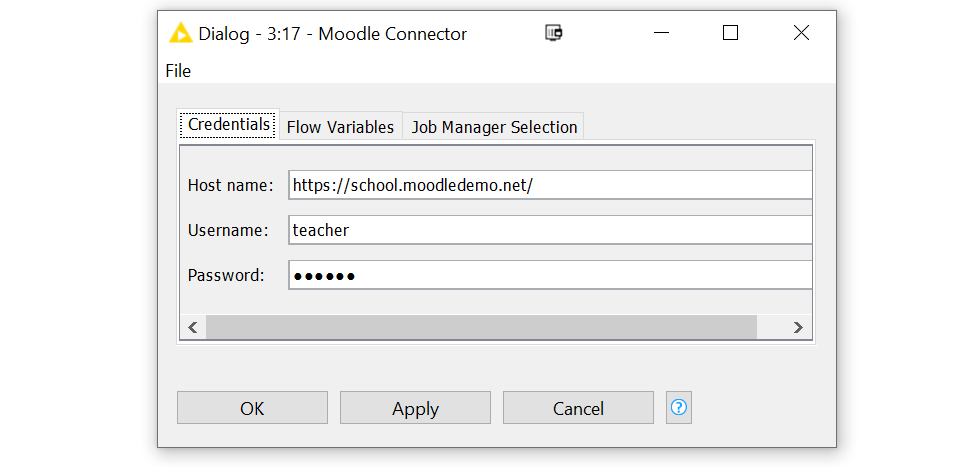 Dialog - 3:17 - Moodle Connector
File
Credentials Flow Variables Job Manager Selection
Host name: https://school.moodledemo.net/
Username: teacher
Password: ●●●●●●
OK Apply Cancel ?